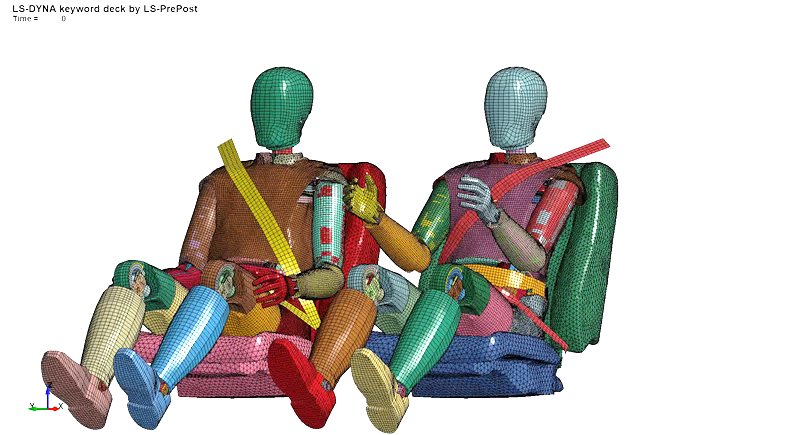 LS-DYNA keyword deck by LS-PrePost
Time = 0
Z
Y X